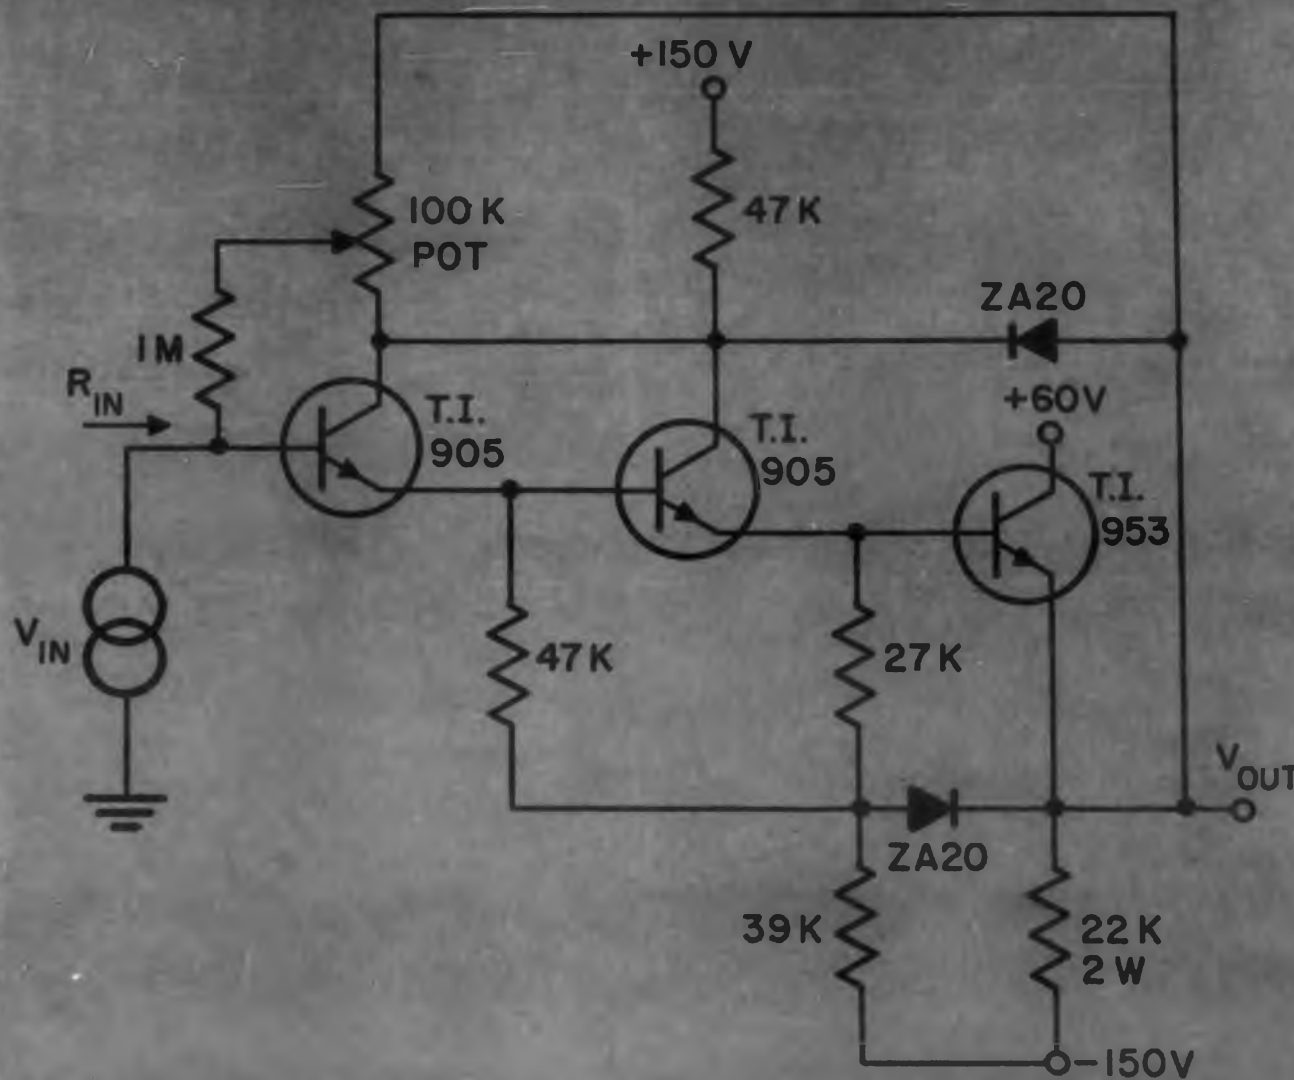 +150 V
100 K
POT
47 K
ZA20
1 M
R IN
+60V
T.I.
905
T.I.
905
T.I.
953
V IN
47 K
27 K
V OUT
ZA20
39 K
22 K
2 W
-150V